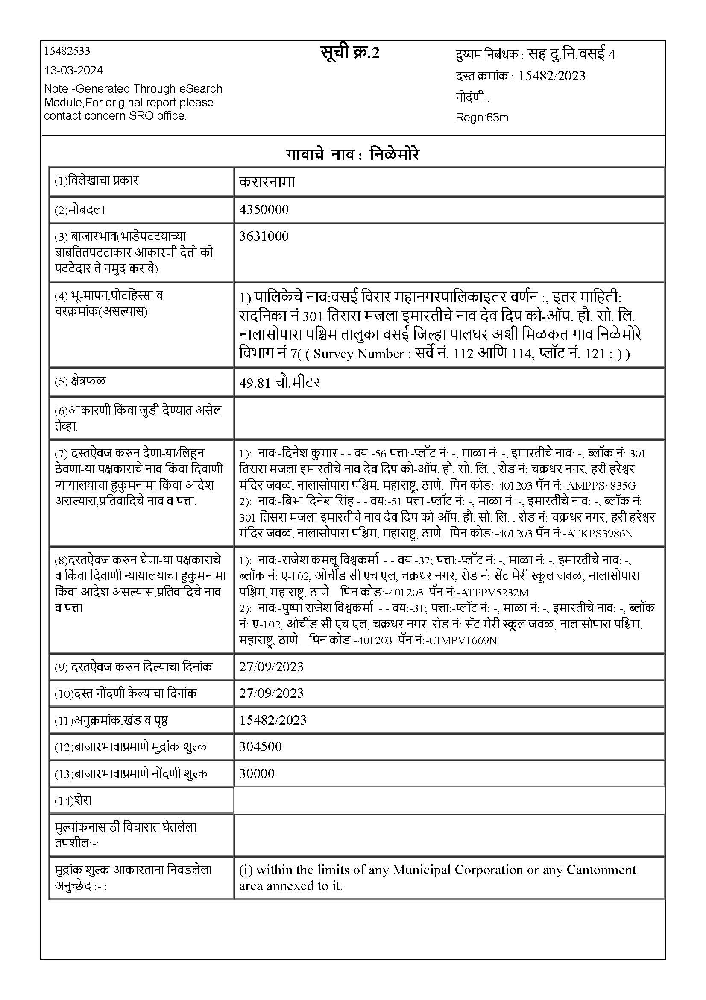 15482533
13-03-2024
Note:-Generated Through eSearch
Module,For original report please
contact concern SRO office.
सूची क्र.2
दुय्यम निबंधक : सह दु.नि.वसई 4
दस्त क्रमांक : 15482/2023
नोदंणी :
Regn:63m
गावाचे नाव : निळेमोरे
(1)विलेखाचा प्रकार
करारनामा
(2)मोबदला
4350000
(3) बाजारभाव(भाडेपटटयाच्या
बाबतितपटटाकार आकारणी देतो की
पटटेदार ते नमुद करावे)
3631000
(4) भू-मापन,पोटहिस्सा व
घरक्रमांक(असल्यास)
1) पालिकेचे नाव:वसई विरार महानगरपालिकाइतर वर्णन :, इतर माहिती:
सदनिका नं 301 तिसरा मजला इमारतीचे नाव देव दिप को-ऑप. हौ. सो. लि.
नालासोपारा पश्चिम तालुका वसई जिल्हा पालघर अशी मिळकत गाव निळेमोरे
विभाग नं 7( ( Survey Number : सर्वे नं. 112 आणि 114, प्लॉट नं. 121 ; ) )
(5) क्षेत्रफळ
49.81 चौ.मीटर
(6)आकारणी किंवा जुडी देण्यात असेल
तेव्हा.
(7) दस्तऐवज करुन देणा-या/लिहून
ठेवणा-या पक्षकाराचे नाव किंवा दिवाणी
न्यायालयाचा हुकुमनामा किंवा आदेश
असल्यास,प्रतिवादिचे नाव व पत्ता.
1): नाव:-दिनेश कुमार - - वय:-56 पत्ता:-प्लॉट नं: -, माळा नं: -, इमारतीचे नाव: -, ब्लॉक नं: 301
तिसरा मजला इमारतीचे नाव देव दिप को-ऑप. हौ. सो. लि. , रोड नं: चक्रधर नगर, हरी हरेश्वर
मंदिर जवळ, नालासोपारा पश्चिम, महाराष्ट्र, ठाणे. पिन कोड:-401203 पॅन नं:-AMPPS4835G
2): नाव:-बिभा दिनेश सिंह - - वय:-51 पत्ता:-प्लॉट नं: -, माळा नं: -, इमारतीचे नाव: -, ब्लॉक नं:
301 तिसरा मजला इमारतीचे नाव देव दिप को-ऑप. हौ. सो. लि. , रोड नं: चक्रधर नगर, हरी हरेश्वर
मंदिर जवळ, नालासोपारा पश्चिम, महाराष्ट्र, ठाणे. पिन कोड:-401203 पॅन नं:-ATKPS3986N
(8)दस्तऐवज करुन घेणा-या पक्षकाराचे
व किंवा दिवाणी न्यायालयाचा हुकुमनामा
किंवा आदेश असल्यास,प्रतिवादिचे नाव
व पत्ता
1): नाव:-राजेश कमलू विश्वकर्मा - - वय:-37; पत्ता:-प्लॉट नं: -, माळा नं: -, इमारतीचे नाव: -,
ब्लॉक नं: ए-102, ओर्चीड सी एच एल, चक्रधर नगर, रोड नं: सेंट मेरी स्कूल जवळ, नालासोपारा
पश्चिम, महाराष्ट्र, ठाणे. पिन कोड:-401203 पॅन नं:-ATPPV5232M
2): नाव:-पुष्पा राजेश विश्वकर्मा - - वय:-31; पत्ता:-प्लॉट नं: -, माळा नं: -, इमारतीचे नाव: -, ब्लॉक
नं: ए-102, ओर्चीड सी एच एल, चक्रधर नगर, रोड नं: सेंट मेरी स्कूल जवळ, नालासोपारा पश्चिम,
महाराष्ट्र, ठाणे. पिन कोड:-401203 पॅन नं:-CIMPV1669N
(9) दस्तऐवज करुन दिल्याचा दिनांक
27/09/2023
(10)दस्त नोंदणी केल्याचा दिनांक
27/09/2023
(11)अनुक्रमांक,खंड व पृष्ठ
15482/2023
(12)बाजारभावाप्रमाणे मुद्रांक शुल्क
304500
(13)बाजारभावाप्रमाणे नोंदणी शुल्क
30000
(14)शेरा
मुल्यांकनासाठी विचारात घेतलेला
तपशील:-:
मुद्रांक शुल्क आकारताना निवडलेला
अनुच्छेद :- :
(i) within the limits of any Municipal Corporation or any Cantonment
area annexed to it.